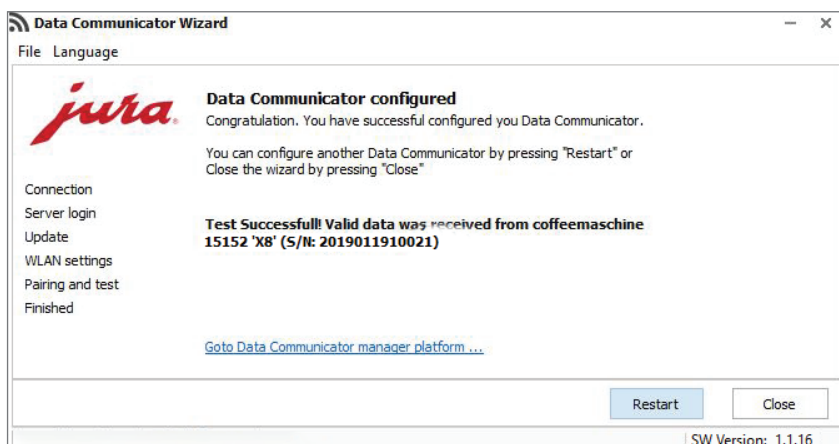 Data Communicator Wizard
File Language
jura
Data Communicator configured
Congratulation. You have successful configured you Data Communicator.
You can configure another Data Communicator by pressing "Restart" or
Close the wizard by pressing "Close"
Connection
Server login
Update
WLAN settings
Pairing and test
Finished
Test Successfull! Valid data was received from coffeemaschine
15152 'X8' (S/N: 2019011910021)
Goto Data Communicator manager platform ...
Restart Close
SW Version: 1.1.16